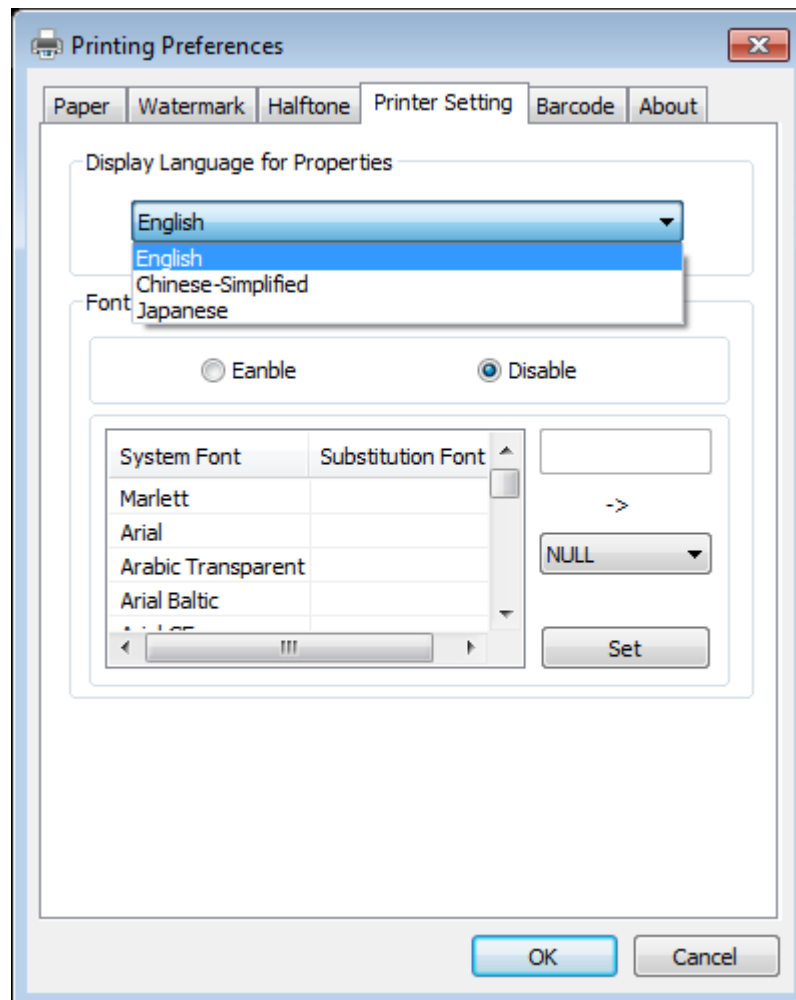 Printing Preferences
Paper Watermark Halftone Printer Setting Barcode About
Display Language for Properties
English
English
Chinese-Simplified
Japanese
Font
Eanble Disable
System Font Substitution Font
Marlett
->
Arial
NULL
Arabic Transparent
Arial Baltic
Set
OK Cancel